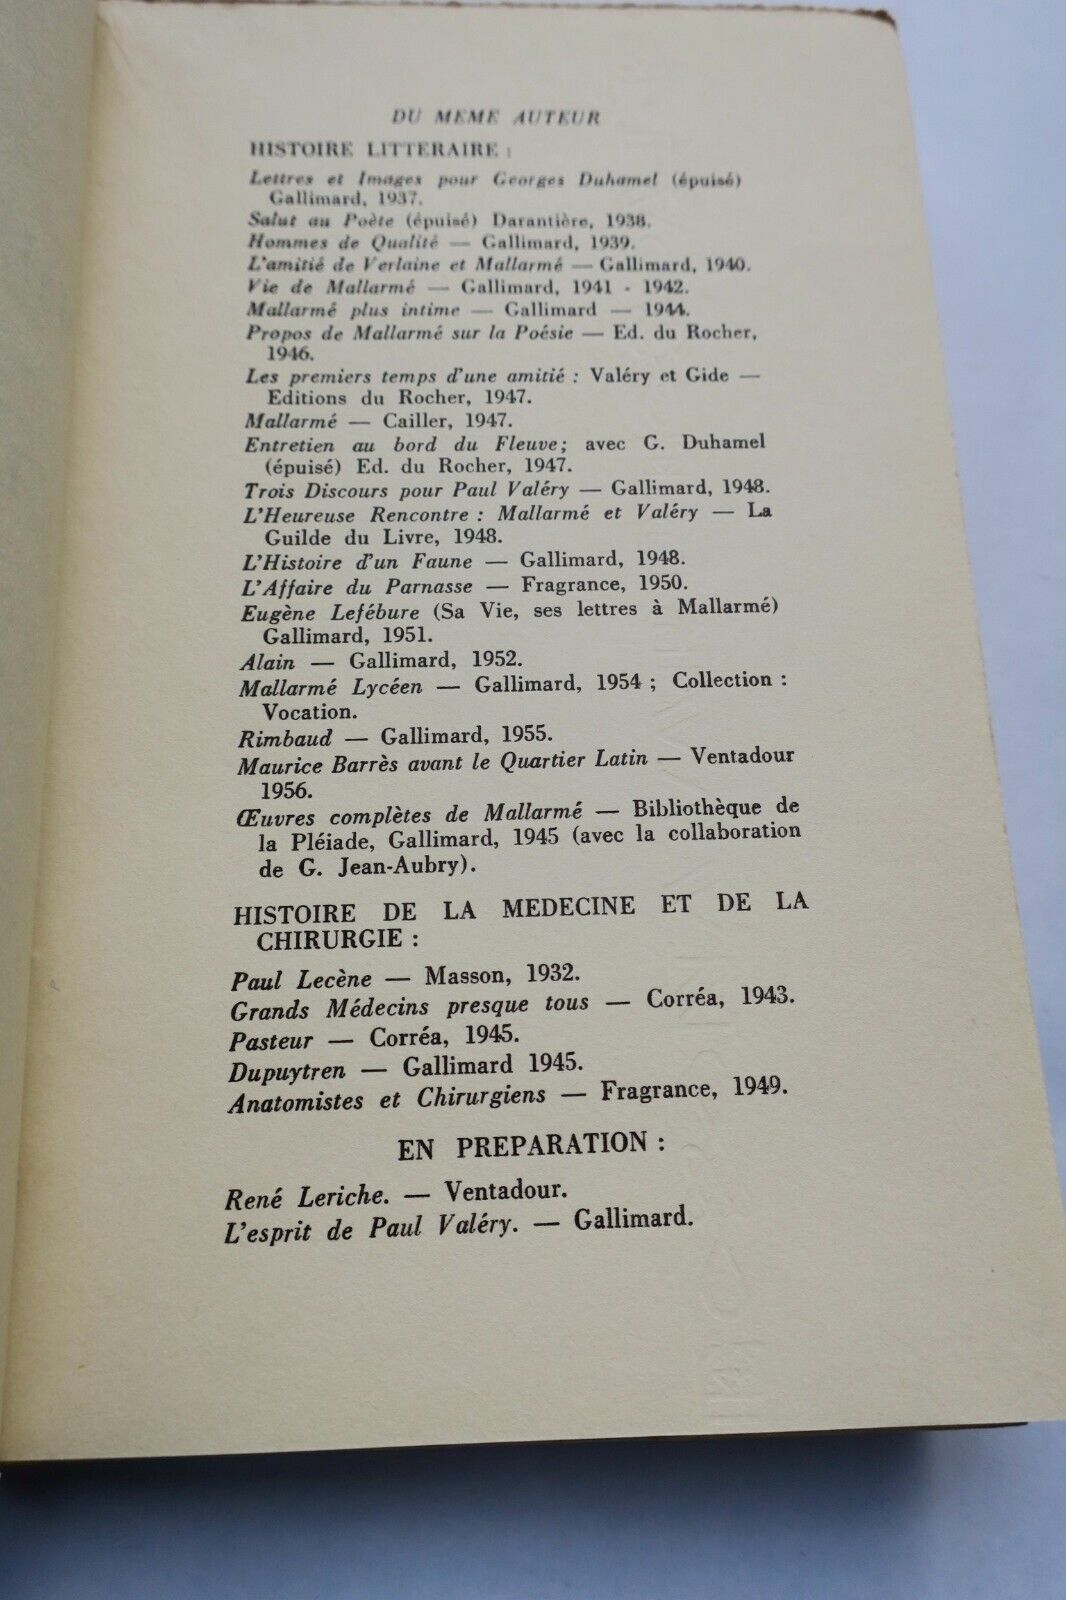 DU MEME AUTEUR
HISTOIRE LITTERAIRE :
Lettres et Images pour Georges Duhamel (épuisé)
Gallimard, 1937.
Salut au Poète (épuisé) Darantière, 1938.
Hommes de Qualité — Gallimard, 1939.
L'amitié de Verlaine et Mallarmé — Gallimard, 1940.
Vie de Mallarmé — Gallimard, 1941 - 1942.
Mallarmé plus intime — Gallimard — 1944.
Propos de Mallarmé sur la Poésie — Ed. du Rocher,
1946.
Les premiers temps d'une amitié : Valéry et Gide —
Editions du Rocher, 1947.
Mallarmé — Cailler, 1947.
Entretien au bord du Fleuve; avec G. Duhamel
(épuisé) Ed. du Rocher, 1947.
Trois Discours pour Paul Valéry — Gallimard, 1948.
L'Heureuse Rencontre : Mallarmé et Valéry — La
Guilde du Livre, 1948.
L'Histoire d'un Faune — Gallimard, 1948.
L'Affaire du Parnasse — Fragrance, 1950.
Eugène Lefébure (Sa Vie, ses lettres à Mallarmé)
Gallimard, 1951.
Alain — Gallimard, 1952.
Mallarmé Lycéen — Gallimard, 1954 ; Collection :
Vocation.
Rimbaud — Gallimard, 1955.
Maurice Barrès avant le Quartier Latin — Ventadour
1956.
Œuvres complètes de Mallarmé — Bibliothèque de
la Pléiade, Gallimard, 1945 (avec la collaboration
de G. Jean-Aubry).
HISTOIRE DE LA MEDECINE ET DE LA
CHIRURGIE :
Paul Lecène — Masson, 1932.
Grands Médecins presque tous — Corréa, 1943.
Pasteur — Corréa, 1945.
Dupuytren — Gallimard 1945.
Anatomistes et Chirurgiens — Fragrance, 1949.
EN PREPARATION :
René Leriche. — Ventadour.
L'esprit de Paul Valéry. — Gallimard.